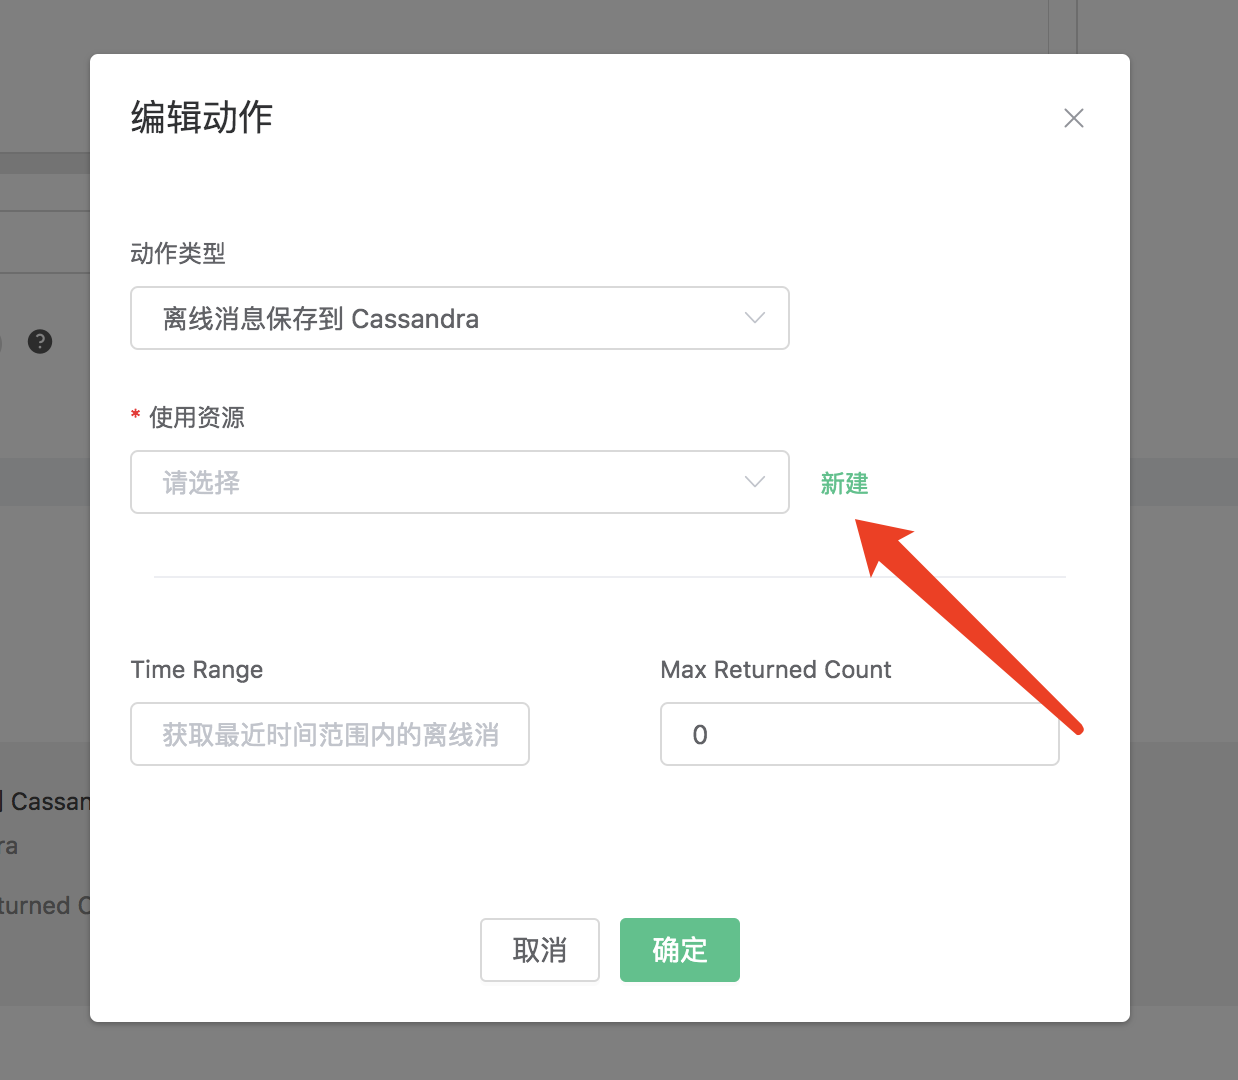 编辑动作
动作类型
离线消息保存到 Cassandra
* 使用资源
请选择
新建
Time Range
Max Returned Count
获取最近时间范围内的离线消
0
Cassan
ra
turned C
取消
确定
?